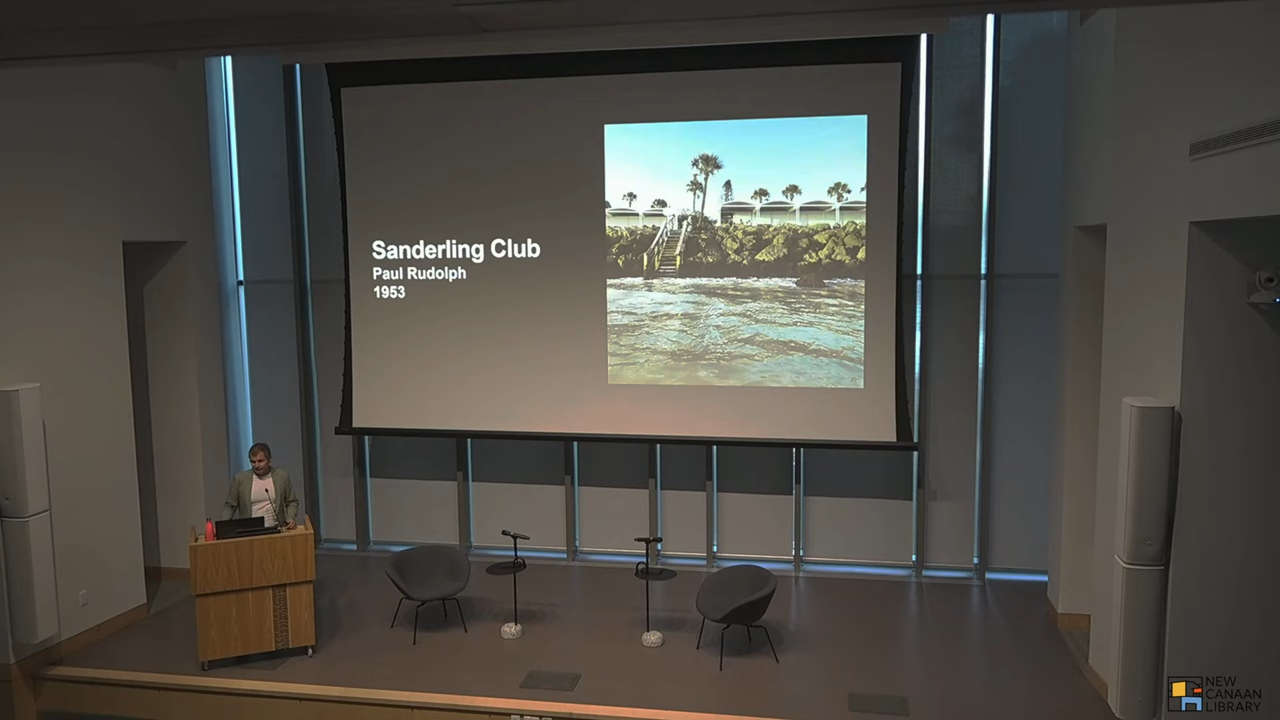 Sanderling Club
Paul Rudolph
1953
NEW
CANAAN
LIBRARY